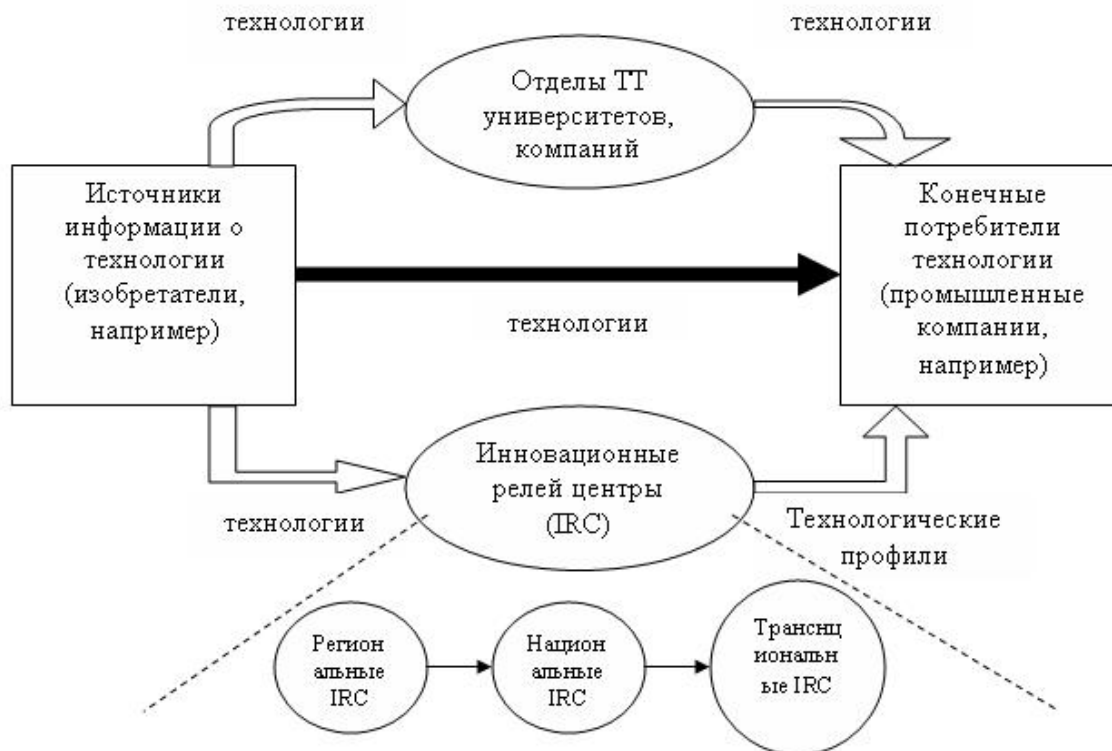 технологии
технологии
Отделы ТТ
университетов,
компаний
Источники
информации о
технологии
(изобретатели,
например)
Конечные
потребители
технологии
(промышленные
компании,
например)
технологии
Инновационные
релей центры
(IRC)
технологии
Технологические
профили
Регион
альные
IRC
Национ
альные
IRC
Транснц
иональн
ые IRC